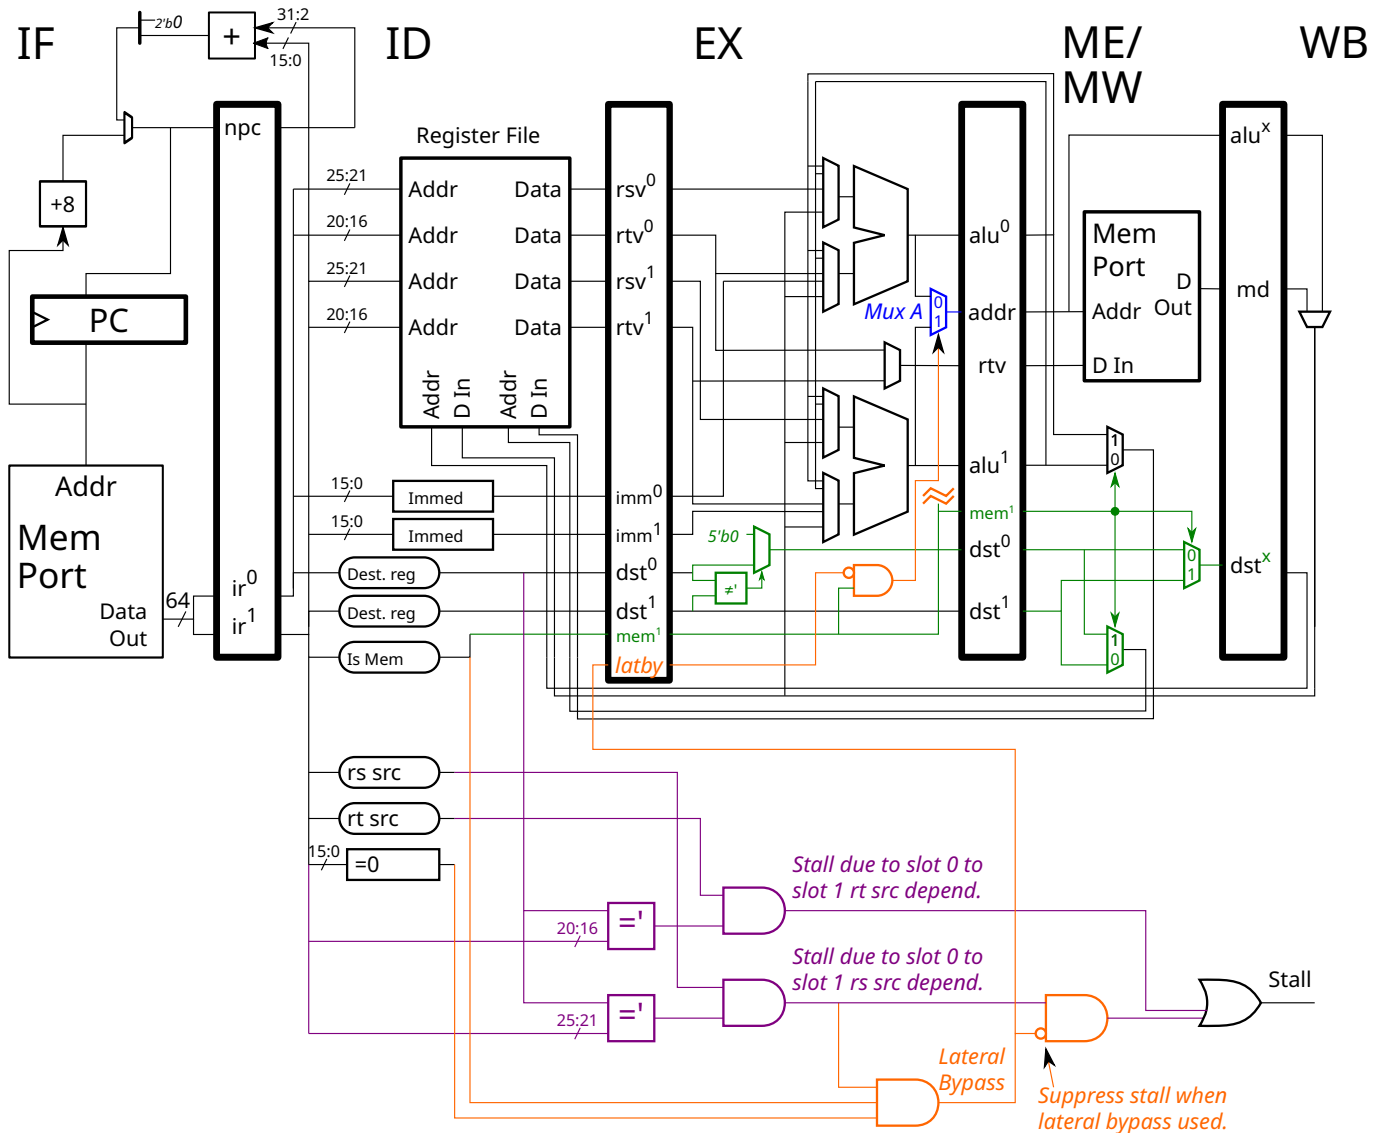 IF
ID
EX
ME/
MW
WB
2'b0
+
31:2
15:0
npc
+8
PC
Addr
Mem
Port
Data
Out
64
ir0
ir1
Register File
25:21
20:16
25:21
20:16
Addr
Addr
Addr
Addr
Data
Data
Data
Data
Addr
D In
Addr
D In
15:0
15:0
Immed
Immed
Dest. reg
Dest. reg
Is Mem
rsv0
rtv0
rsv1
rtv1
imm0
imm1
dst0
dst1
mem1
latby
5'b0
≠'
Mux A
0
1
alu0
addr
rtv
alu1
mem1
dst0
dst1
Mem
Port
Addr
D
Out
D In
1
0
0
1
1
0
alux
md
dstx
rs src
rt src
15:0
=0
='
20:16
='
25:21
Stall due to slot 0 to
slot 1 rt src depend.
Stall due to slot 0 to
slot 1 rs src depend.
Lateral
Bypass
Suppress stall when
lateral bypass used.
Stall